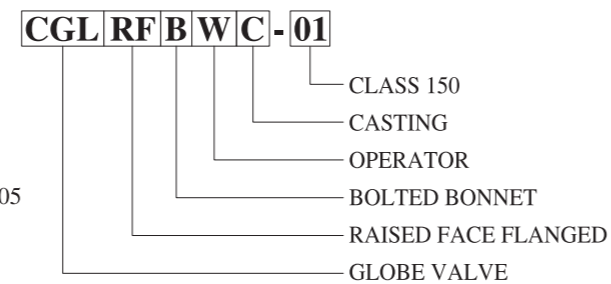 CGL RF B W C - 01
CLASS 150
CASTING
OPERATOR
05
BOLTED BONNET
RAISED FACE FLANGED
GLOBE VALVE